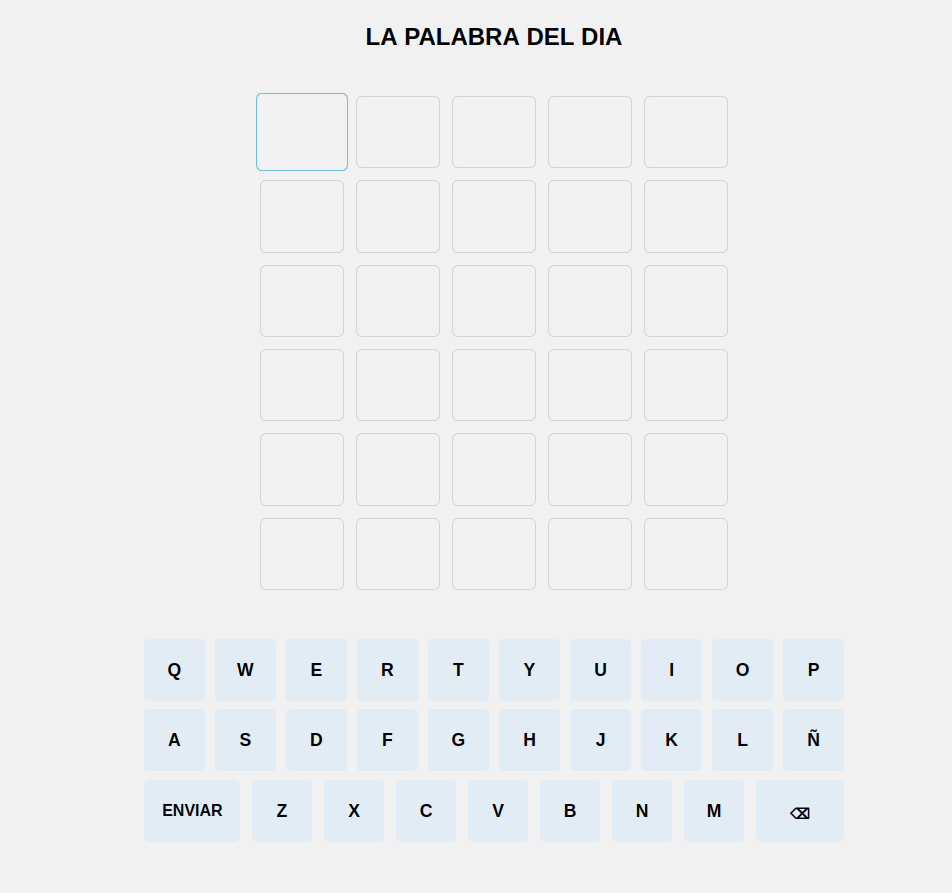 LA PALABRA DEL DIA
Q W E R T Y U I O P
A S D F G H J K L Ñ
ENVIAR Z X C V B N M ⌫